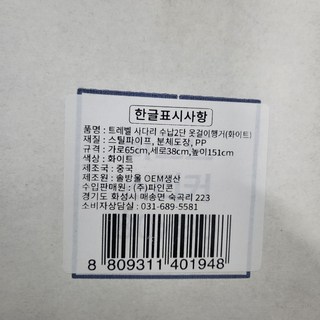 한글표시사항
품명 : 트레벨 사다리 수납2단 옷걸이행거(화이트)
재질 : 스틸파이프, 분체도장, PP
규격 : 가로65cm,세로38cm,높이151cm
색상 : 화이트
제조국 : 중국
제조원 : 솔방울 OEM생산
수입판매원 : (주)파인콘
경기도 화성시 매송면 숙곡리 223
소비자상담실 : 031-689-5581
8 809311 401948